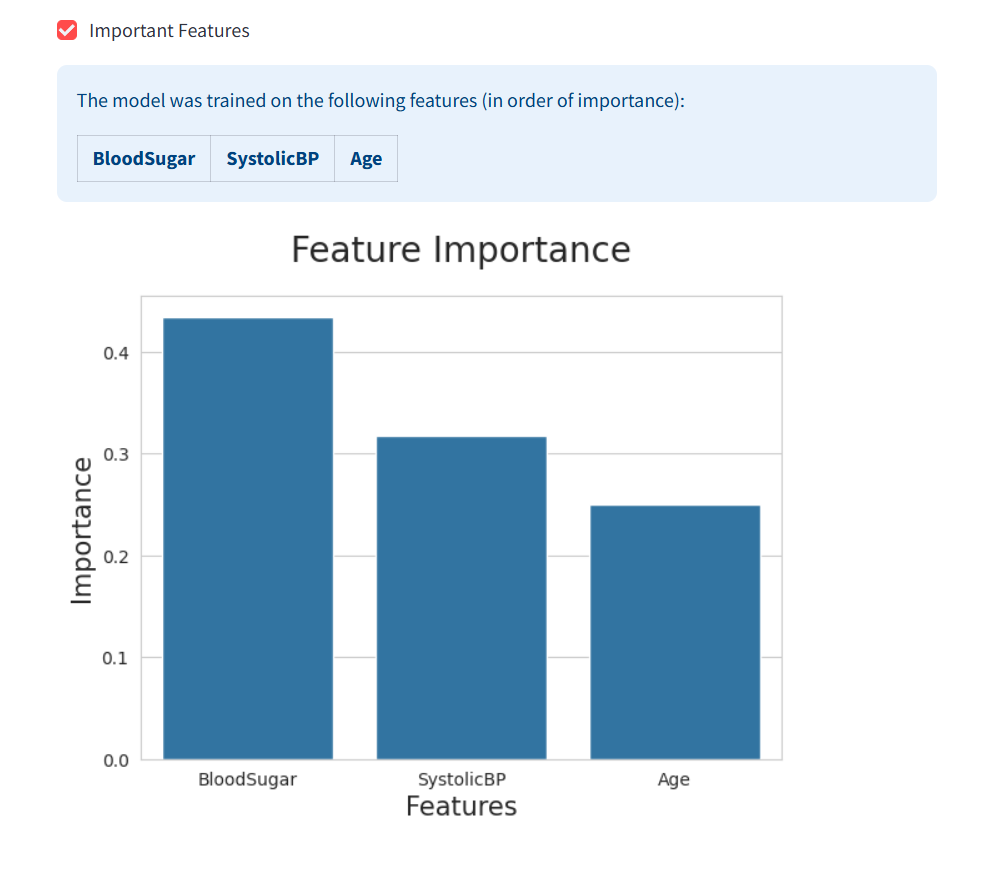 Important Features
The model was trained on the following features (in order of importance):
BloodSugar SystolicBP Age
Feature Importance
0.4
0.3
0.2
0.1
0.0
Importance
BloodSugar SystolicBP Age
Features